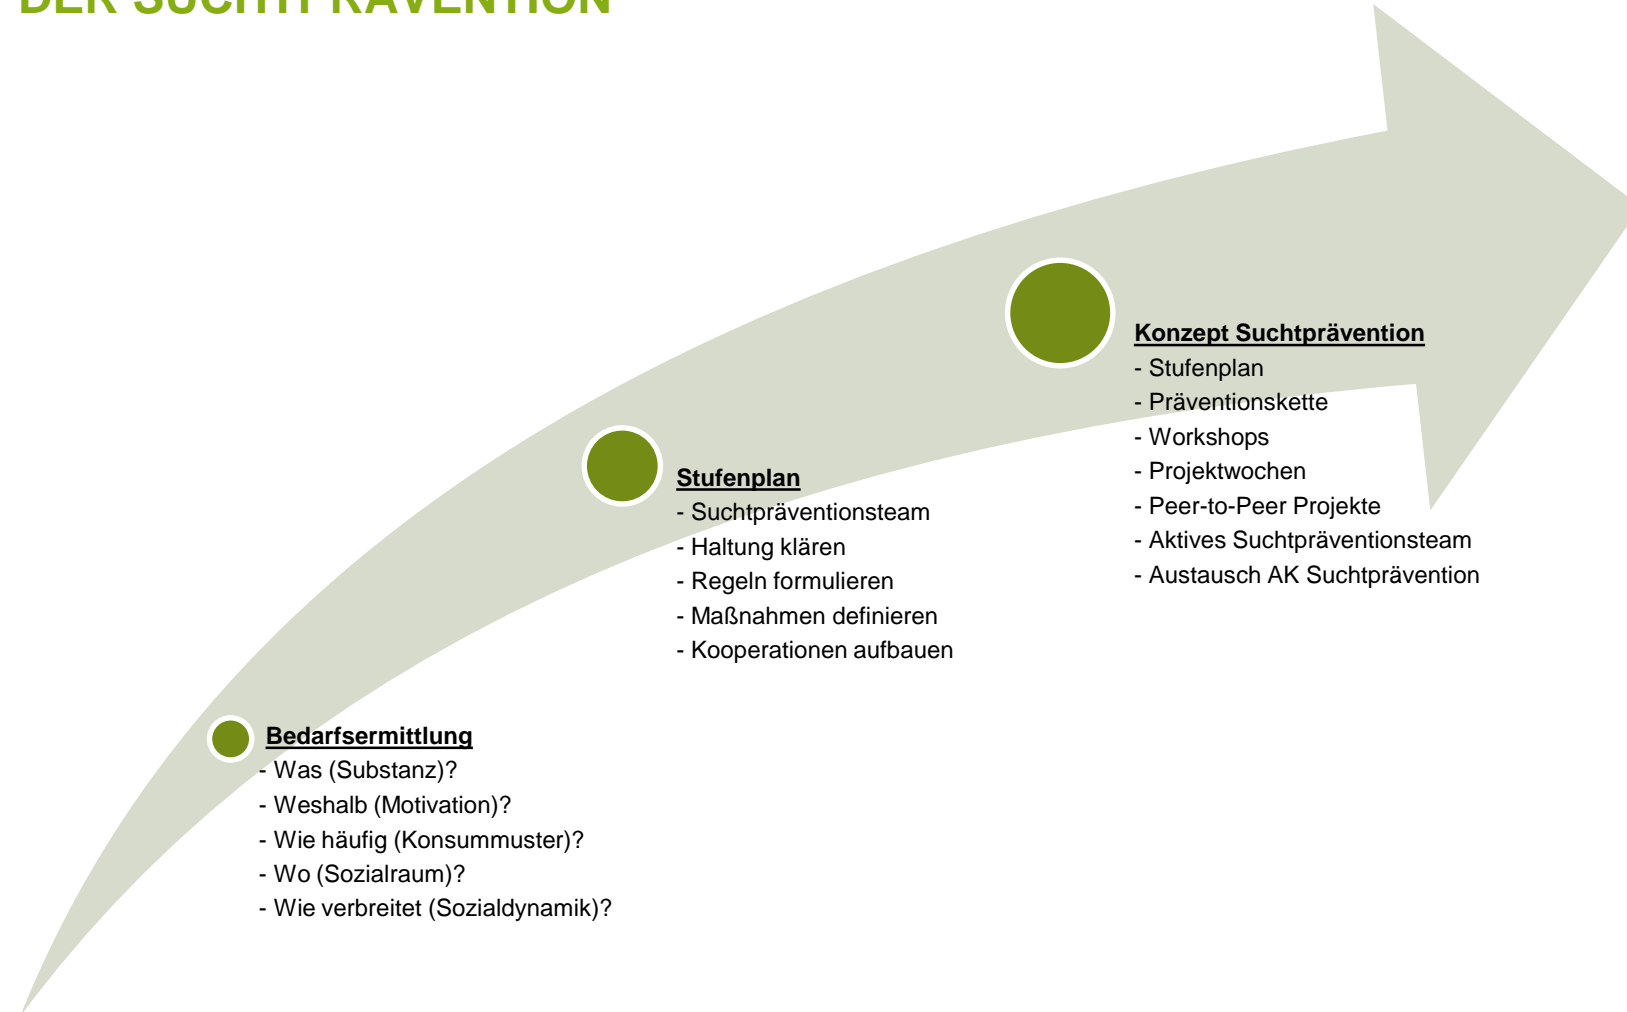 DER SUCHTPRÄVENTION
Konzept Suchtprävention
- Stufenplan
- Präventionskette
- Workshops
- Projektwochen
- Peer-to-Peer Projekte
- Aktives Suchtpräventionsteam
- Austausch AK Suchtprävention
Stufenplan
- Suchtpräventionsteam
- Haltung klären
- Regeln formulieren
- Maßnahmen definieren
- Kooperationen aufbauen
Bedarfsermittlung
- Was (Substanz)?
- Weshalb (Motivation)?
- Wie häufig (Konsummuster)?
- Wo (Sozialraum)?
- Wie verbreitet (Sozialdynamik)?